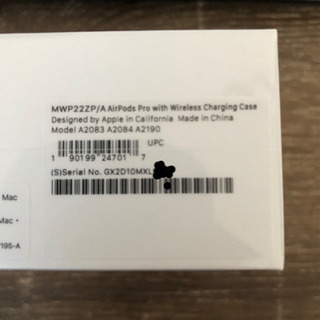 MWP22ZP/A AirPods Pro with Wireless Charging Case
Designed by Apple in California Made in China
Model A2083 A2084 A2190
UPC
1 90199 24701 7
(S)Serial No. GX2D10MXL
Mac
Mac •
195-A